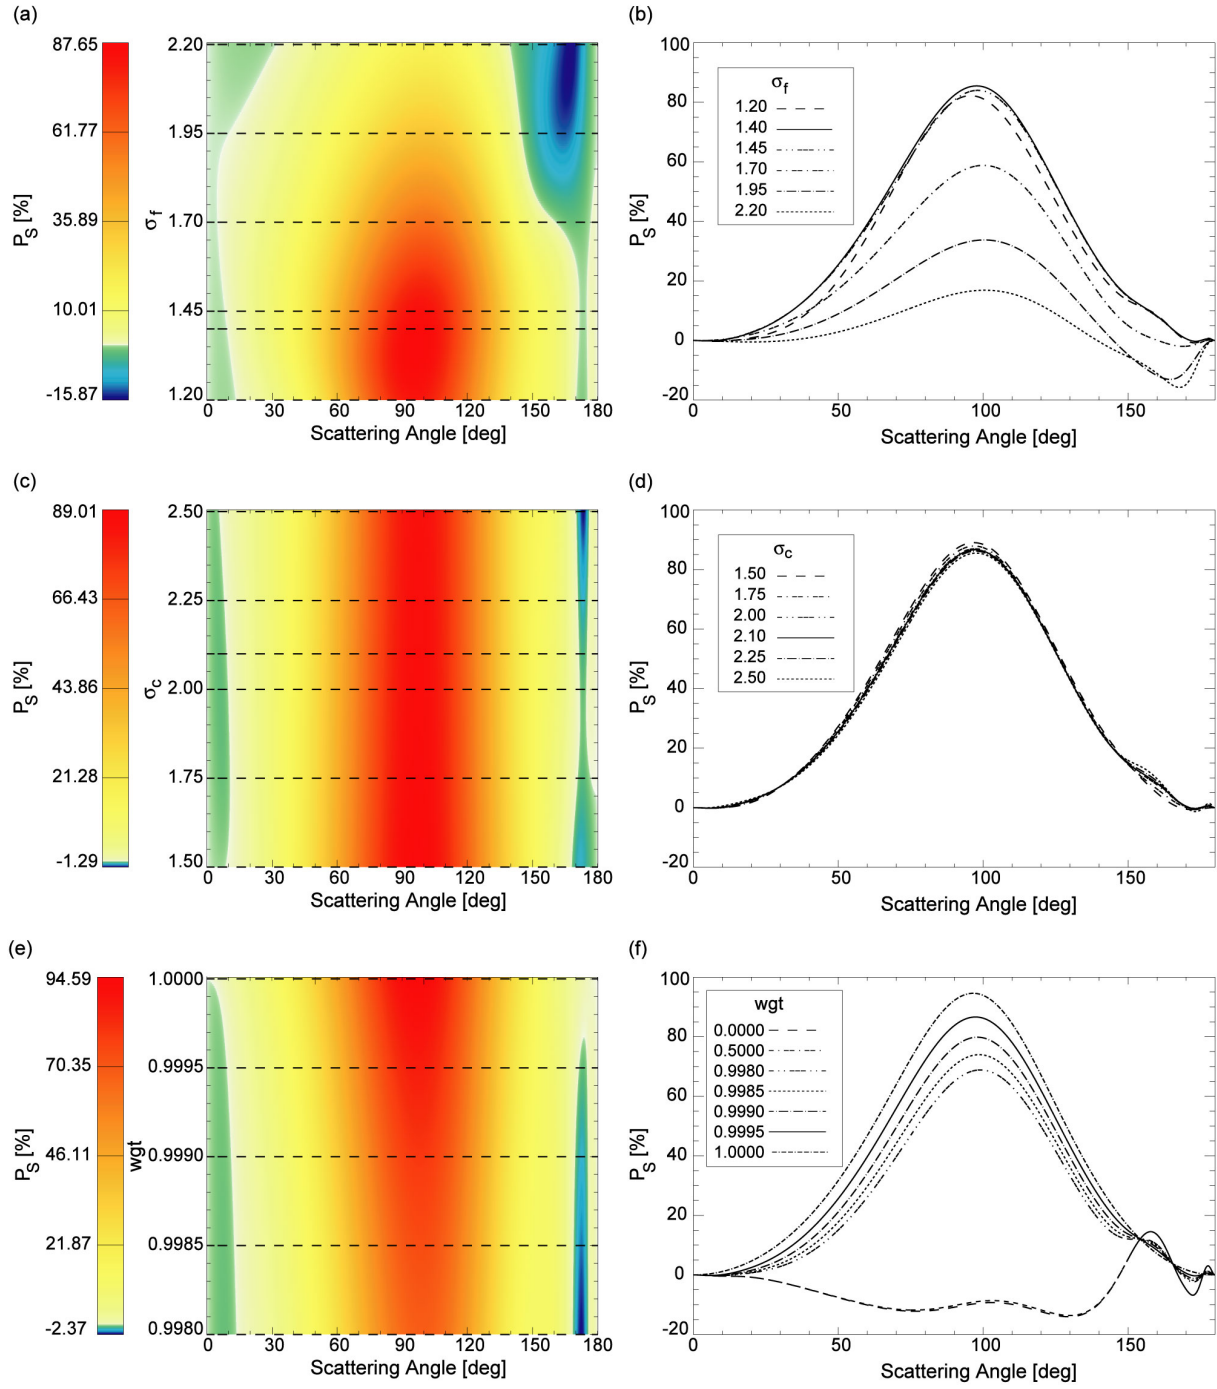 (a)
87.65
61.77
35.89
10.01
-15.87
P_S [%]
2.20
1.95
1.70
1.45
1.20
σ_f
0 30 60 90 120 150 180
Scattering Angle [deg]
(b)
100
80
60
40
20
0
-20
P_S [%]
σ_f
1.20
1.40
1.45
1.70
1.95
2.20
0 50 100 150
Scattering Angle [deg]
(c)
89.01
66.43
43.86
21.28
-1.29
P_S [%]
2.50
2.25
2.00
1.75
1.50
σ_c
0 30 60 90 120 150 180
Scattering Angle [deg]
(d)
100
80
60
40
20
0
-20
P_S [%]
σ_c
1.50
1.75
2.00
2.10
2.25
2.50
0 50 100 150
Scattering Angle [deg]
(e)
94.59
70.35
46.11
21.87
-2.37
P_S [%]
1.0000
0.9995
0.9990
0.9985
0.9980
wgt
0 30 60 90 120 150 180
Scattering Angle [deg]
(f)
100
80
60
40
20
0
-20
P_S [%]
wgt
0.0000
0.5000
0.9980
0.9985
0.9990
0.9995
1.0000
0 50 100 150
Scattering Angle [deg]